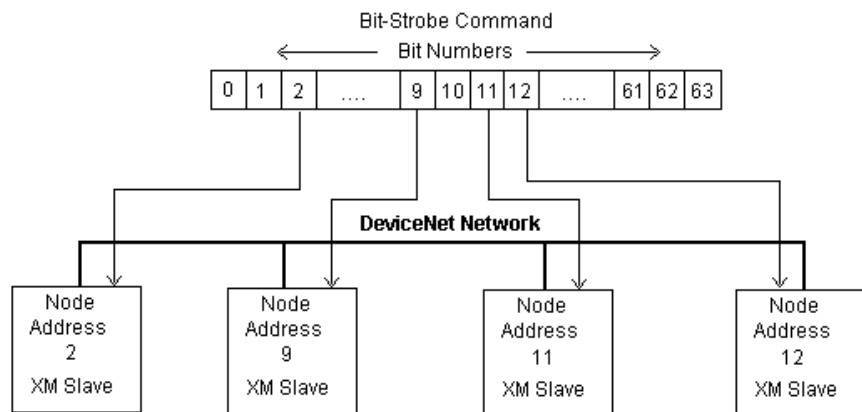 Bit-Strobe Command
Bit Numbers
0 1 2 .... 9 10 11 12 .... 61 62 63
DeviceNet Network
Node Address 2 XM Slave
Node Address 9 XM Slave
Node Address 11 XM Slave
Node Address 12 XM Slave